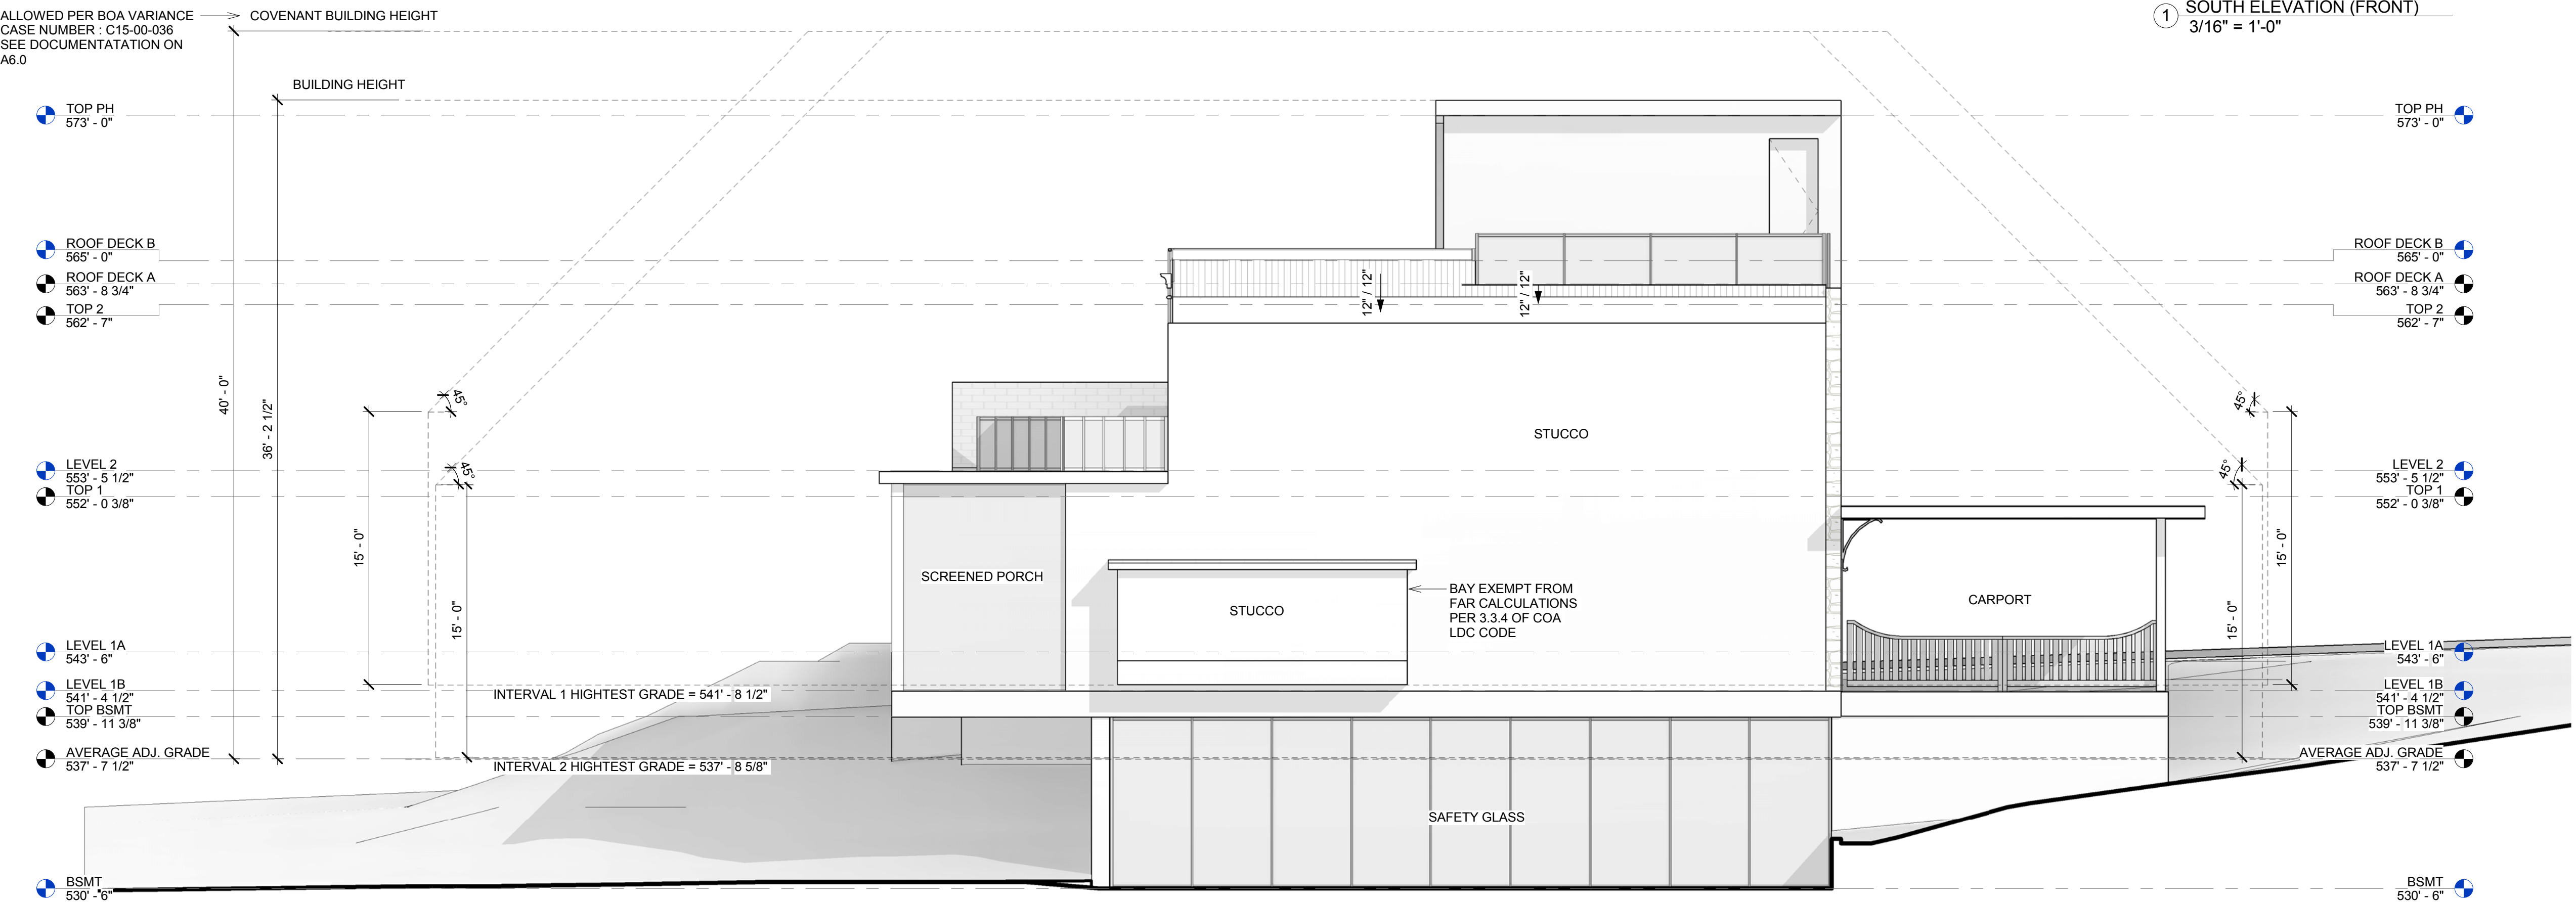 ALLOWED PER BOA VARIANCE
CASE NUMBER : C15-00-036
SEE DOCUMENTATATION ON
A6.0
COVENANT BUILDING HEIGHT
1 SOUTH ELEVATION (FRONT)
3/16" = 1'-0"
BUILDING HEIGHT
TOP PH
573' - 0"
ROOF DECK B
565' - 0"
ROOF DECK A
563' - 8 3/4"
TOP 2
562' - 7"
LEVEL 2
553' - 5 1/2"
TOP 1
552' - 0 3/8"
LEVEL 1A
543' - 6"
LEVEL 1B
541' - 4 1/2"
TOP BSMT
539' - 11 3/8"
AVERAGE ADJ. GRADE
537' - 7 1/2"
BSMT
530' - 6"
40' - 0"
36' - 2 1/2"
15' - 0"
15' - 0"
45°
45°
INTERVAL 1 HIGHTEST GRADE = 541' - 8 1/2"
INTERVAL 2 HIGHTEST GRADE = 537' - 8 5/8"
12" / 12"
12" / 12"
STUCCO
SCREENED PORCH
STUCCO
BAY EXEMPT FROM
FAR CALCULATIONS
PER 3.3.4 OF COA
LDC CODE
CARPORT
SAFETY GLASS
45°
45°
15' - 0"
15' - 0"
TOP PH
573' - 0"
ROOF DECK B
565' - 0"
ROOF DECK A
563' - 8 3/4"
TOP 2
562' - 7"
LEVEL 2
553' - 5 1/2"
TOP 1
552' - 0 3/8"
LEVEL 1A
543' - 6"
LEVEL 1B
541' - 4 1/2"
TOP BSMT
539' - 11 3/8"
AVERAGE ADJ. GRADE
537' - 7 1/2"
BSMT
530' - 6"